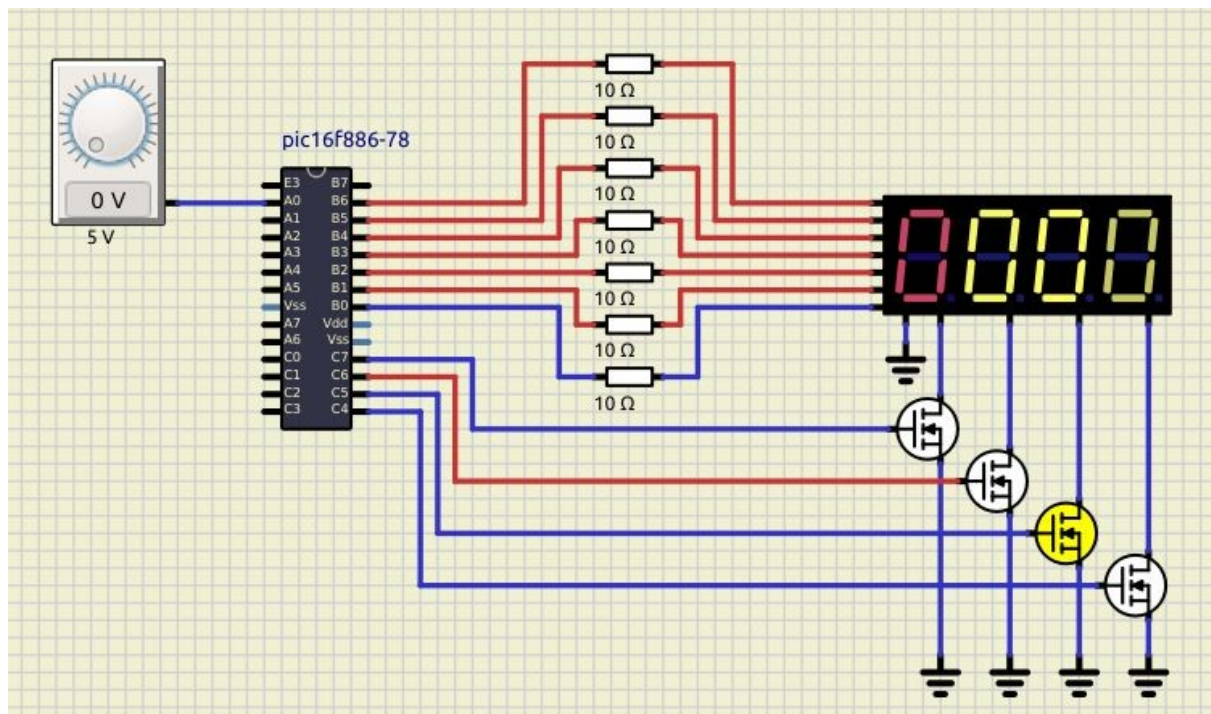 0 V
5 V
pic16f886-78
E3 B7
A0 B6
A1 B5
A2 B4
A3 B3
A4 B2
A5 B1
Vss B0
A7 Vdd
A6 Vss
C0 C7
C1 C6
C2 C5
C3 C4
10 Ω
10 Ω
10 Ω
10 Ω
10 Ω
10 Ω
10 Ω
0000